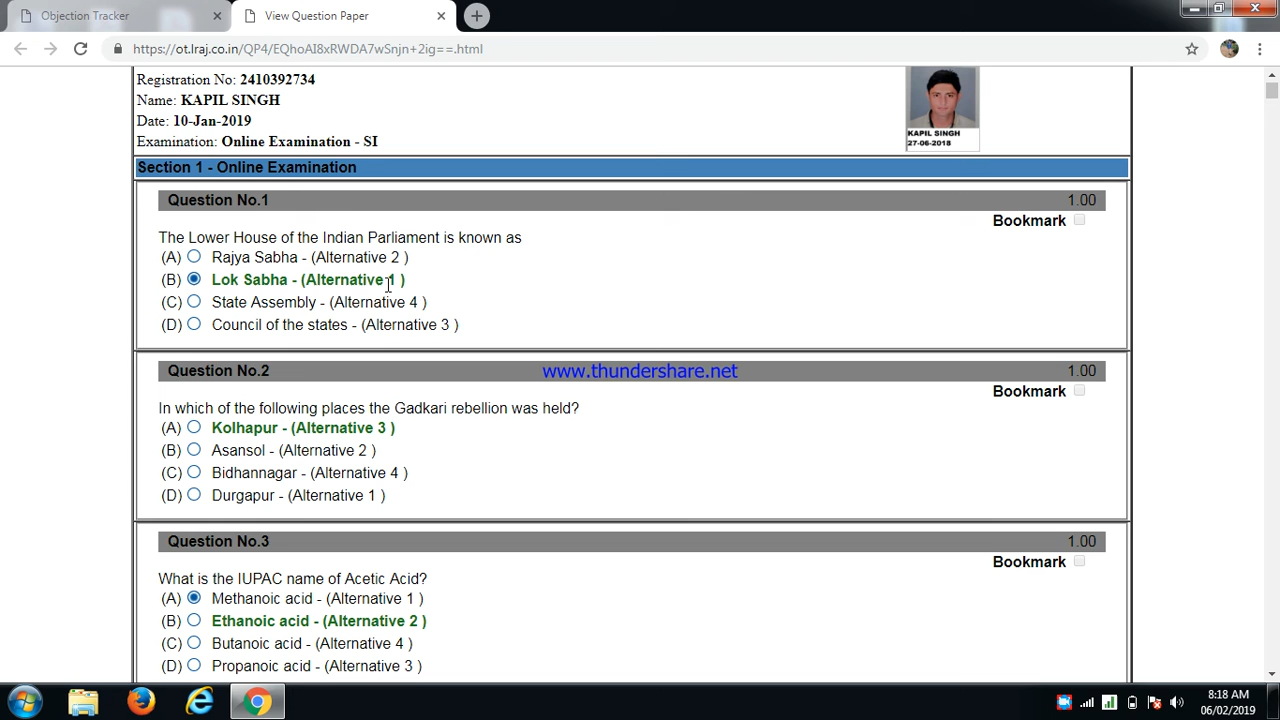 Objection Tracker
View Question Paper
https://ot.lraj.co.in/QP4/EQhoAI8xRWDA7wSnjn+2ig==.html
Registration No: 2410392734
Name: KAPIL SINGH
Date: 10-Jan-2019
Examination: Online Examination - SI
KAPIL SINGH
27-06-2018
Section 1 - Online Examination
Question No.1 1.00
Bookmark
The Lower House of the Indian Parliament is known as
(A) Rajya Sabha - (Alternative 2 )
(B) Lok Sabha - (Alternative 1 )
(C) State Assembly - (Alternative 4 )
(D) Council of the states - (Alternative 3 )
Question No.2 www.thundershare.net 1.00
Bookmark
In which of the following places the Gadkari rebellion was held?
(A) Kolhapur - (Alternative 3 )
(B) Asansol - (Alternative 2 )
(C) Bidhannagar - (Alternative 4 )
(D) Durgapur - (Alternative 1 )
Question No.3 1.00
Bookmark
What is the IUPAC name of Acetic Acid?
(A) Methanoic acid - (Alternative 1 )
(B) Ethanoic acid - (Alternative 2 )
(C) Butanoic acid - (Alternative 4 )
(D) Propanoic acid - (Alternative 3 )
8:18 AM
06/02/2019